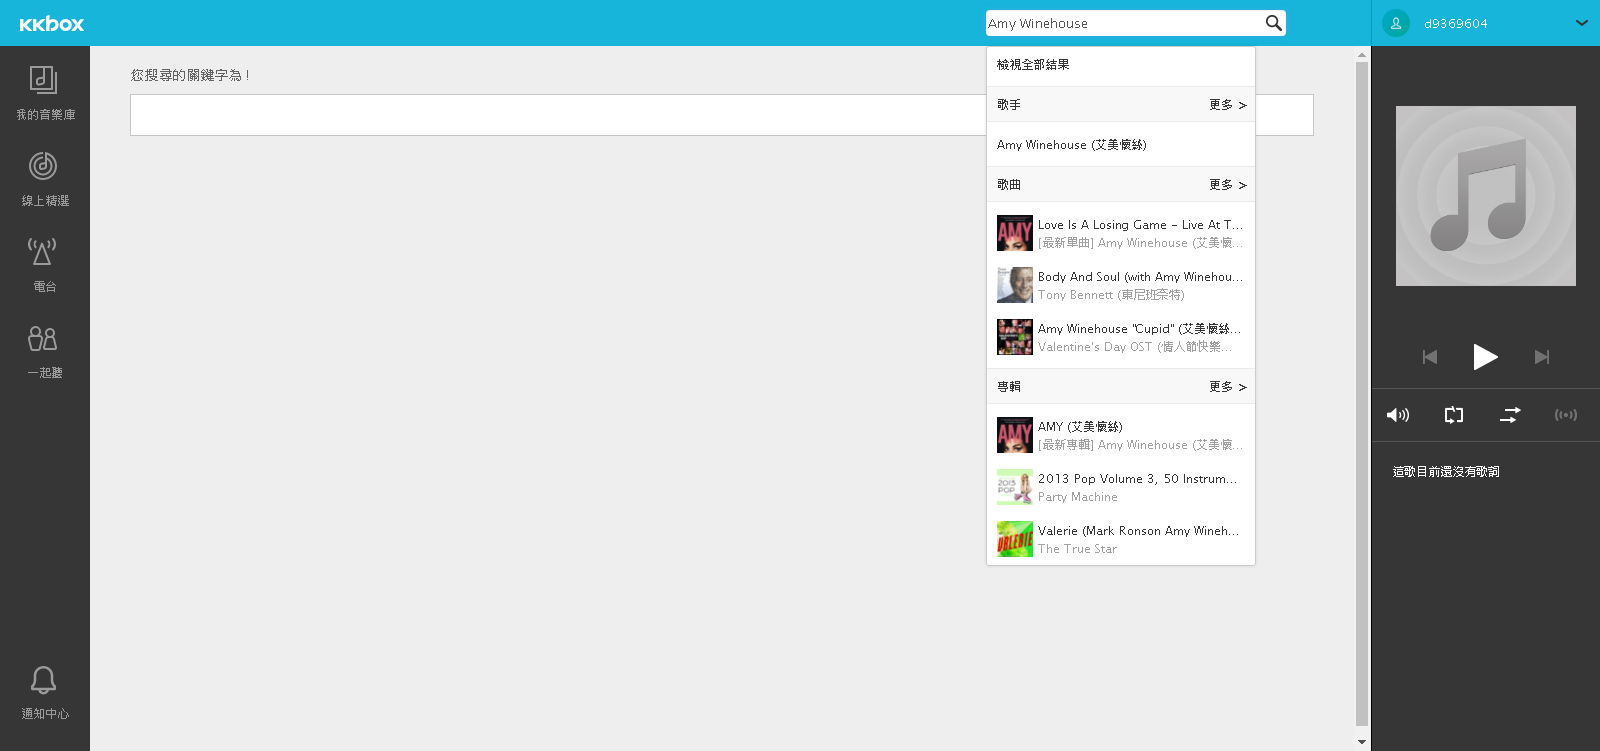 KKBOX
Amy Winehouse
d9369604
我的音樂庫
線上精選
電台
一起聽
通知中心
您搜尋的關鍵字為 !
檢視全部結果
歌手 更多 >
Amy Winehouse (艾美懷絲)
歌曲 更多 >
AMY
Love Is A Losing Game - Live At T...
[最新單曲] Amy Winehouse (艾美懷...
Body And Soul (with Amy Winehou...
Tony Bennett (東尼班奈特)
Amy Winehouse "Cupid" (艾美懷絲...
Valentine's Day OST (情人節快樂...
專輯 更多 >
AMY
AMY (艾美懷絲)
[最新專輯] Amy Winehouse (艾美懷...
2013 POP
2013 Pop Volume 3, 50 Instrum...
Party Machine
VALERIE
Valerie (Mark Ronson Amy Wineh...
The True Star
這歌目前還沒有歌詞